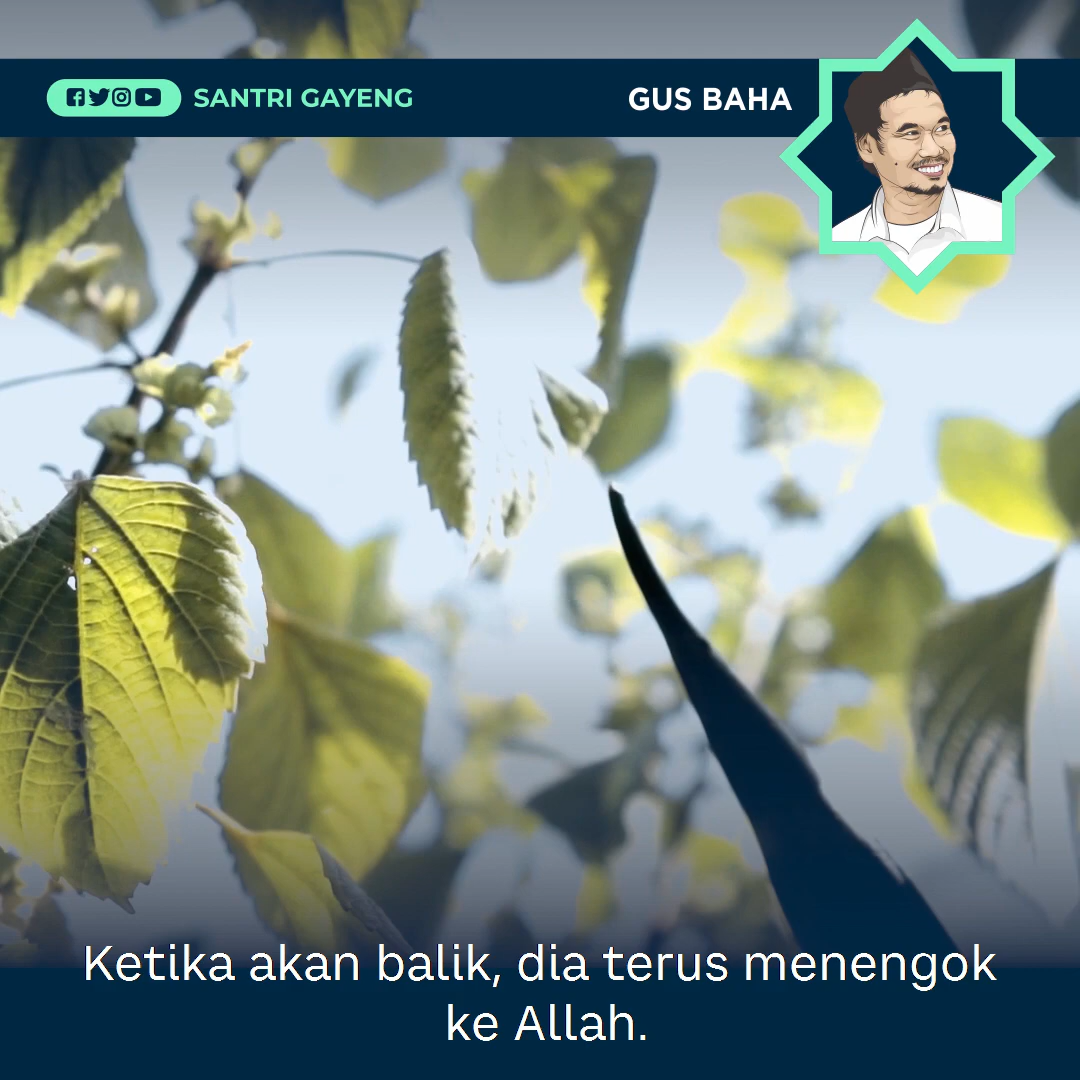 SANTRI GAYENG
GUS BAHA
Ketika akan balik, dia terus menengok
ke Allah.